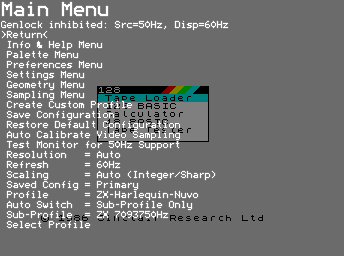 Main Menu
Genlock inhibited: Src=50Hz, Disp=60Hz
>Return<
Info & Help Menu
Palette Menu
Preferences Menu
Settings Menu
Geometry Menu
Sampling Menu
128
Tape Loader
Create Custom Profile
BASIC
Save Configuration
Calculator
Restore Default Configuration
BASIC
Auto Calibrate Video Sampling
Test Monitor for 50Hz Support
Resolution = Auto
Refresh = 60Hz
Scaling = Auto (Integer/Sharp)
Saved Config = Primary
Profile = ZX-Harlequin-Nuvo
Auto Switch = Sub-Profile Only
Sub-Profile = ZX 7093750Hz
© 1986 Sinclair Research Ltd
Select Profile